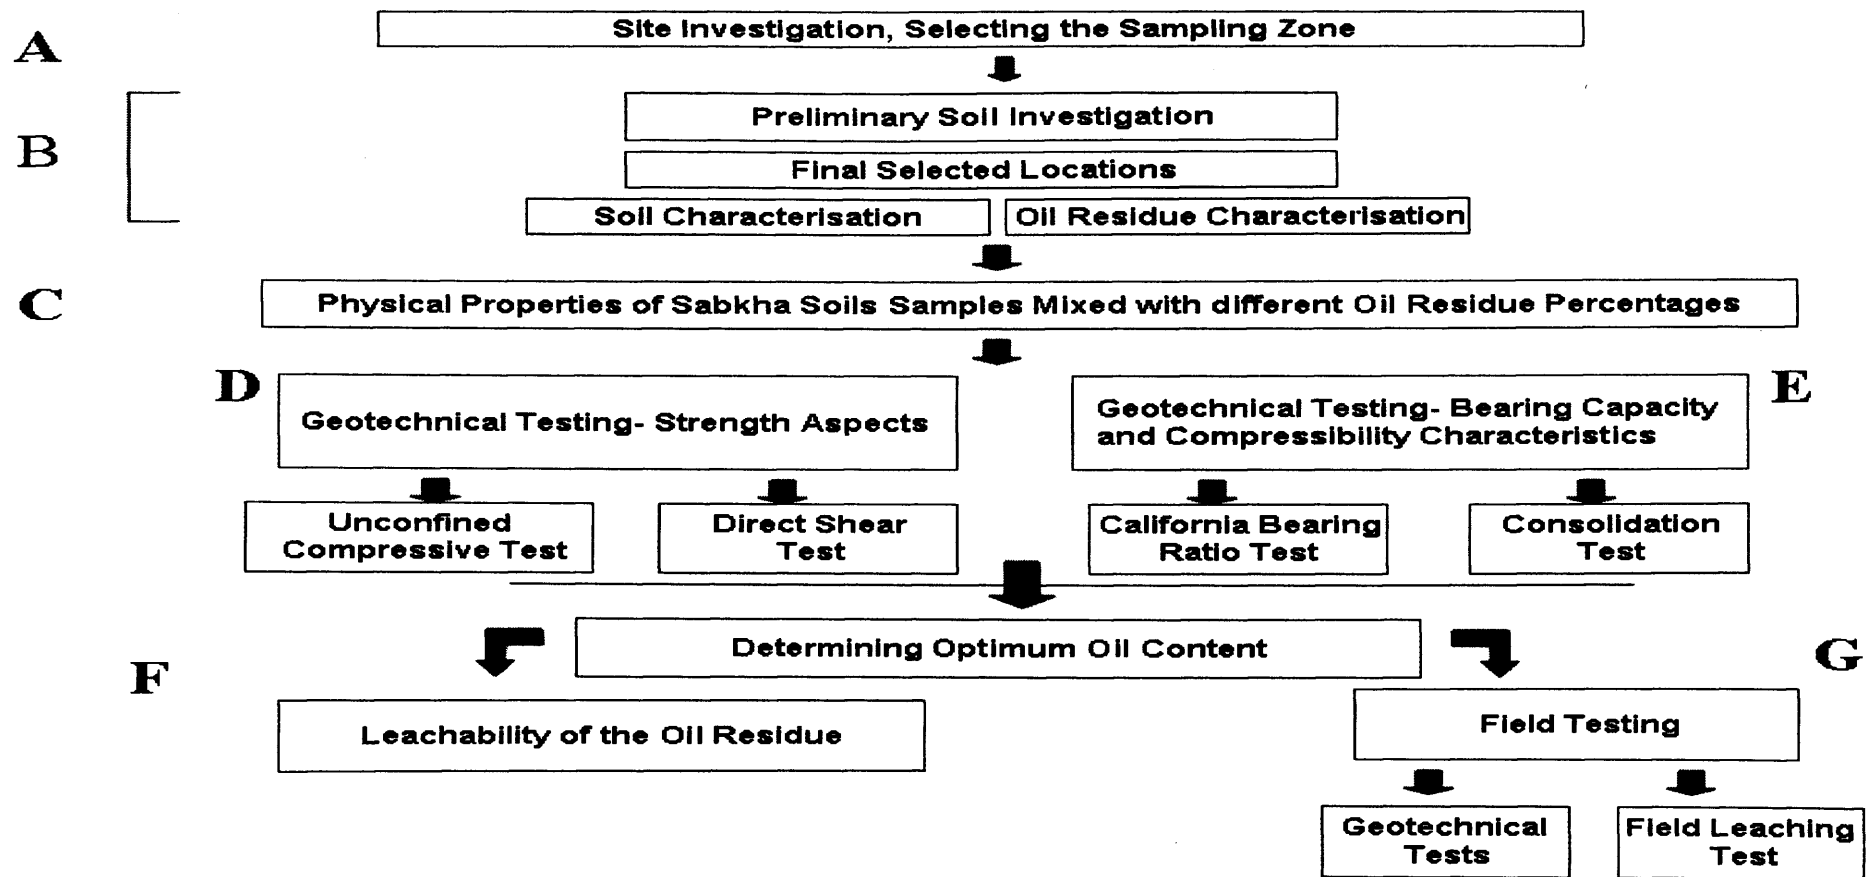 A
Site Investigation, Selecting the Sampling Zone
B
Preliminary Soil Investigation
Final Selected Locations
Soil Characterisation
Oil Residue Characterisation
C
Physical Properties of Sabkha Soils Samples Mixed with different Oil Residue Percentages
D
Geotechnical Testing- Strength Aspects
Geotechnical Testing- Bearing Capacity
and Compressibility Characteristics
E
Unconfined
Compressive Test
Direct Shear
Test
California Bearing
Ratio Test
Consolidation
Test
Determining Optimum Oil Content
F
Leachability of the Oil Residue
G
Field Testing
Geotechnical
Tests
Field Leaching
Test